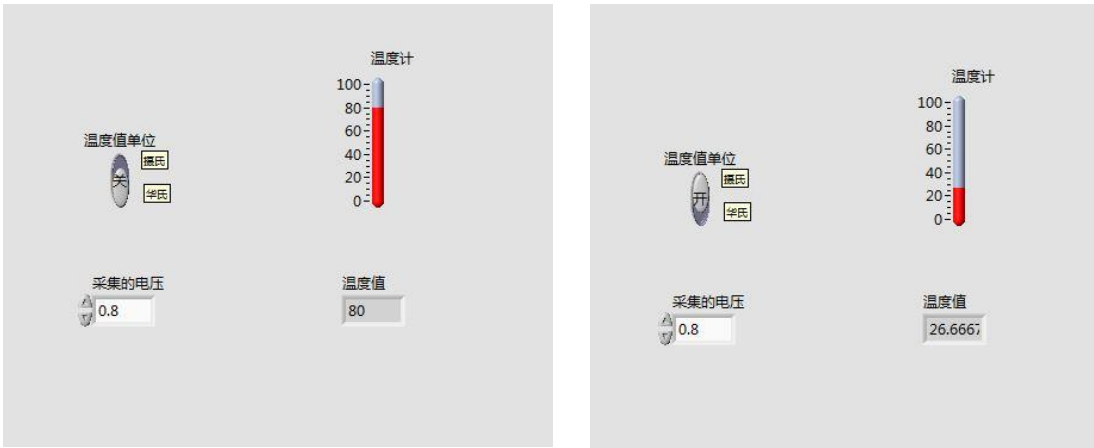 温度计
100
80
60
40
20
0
温度值单位
摄氏
关
华氏
采集的电压
0.8
温度值
80
温度计
100
80
60
40
20
0
温度值单位
摄氏
开
华氏
采集的电压
0.8
温度值
26.6667